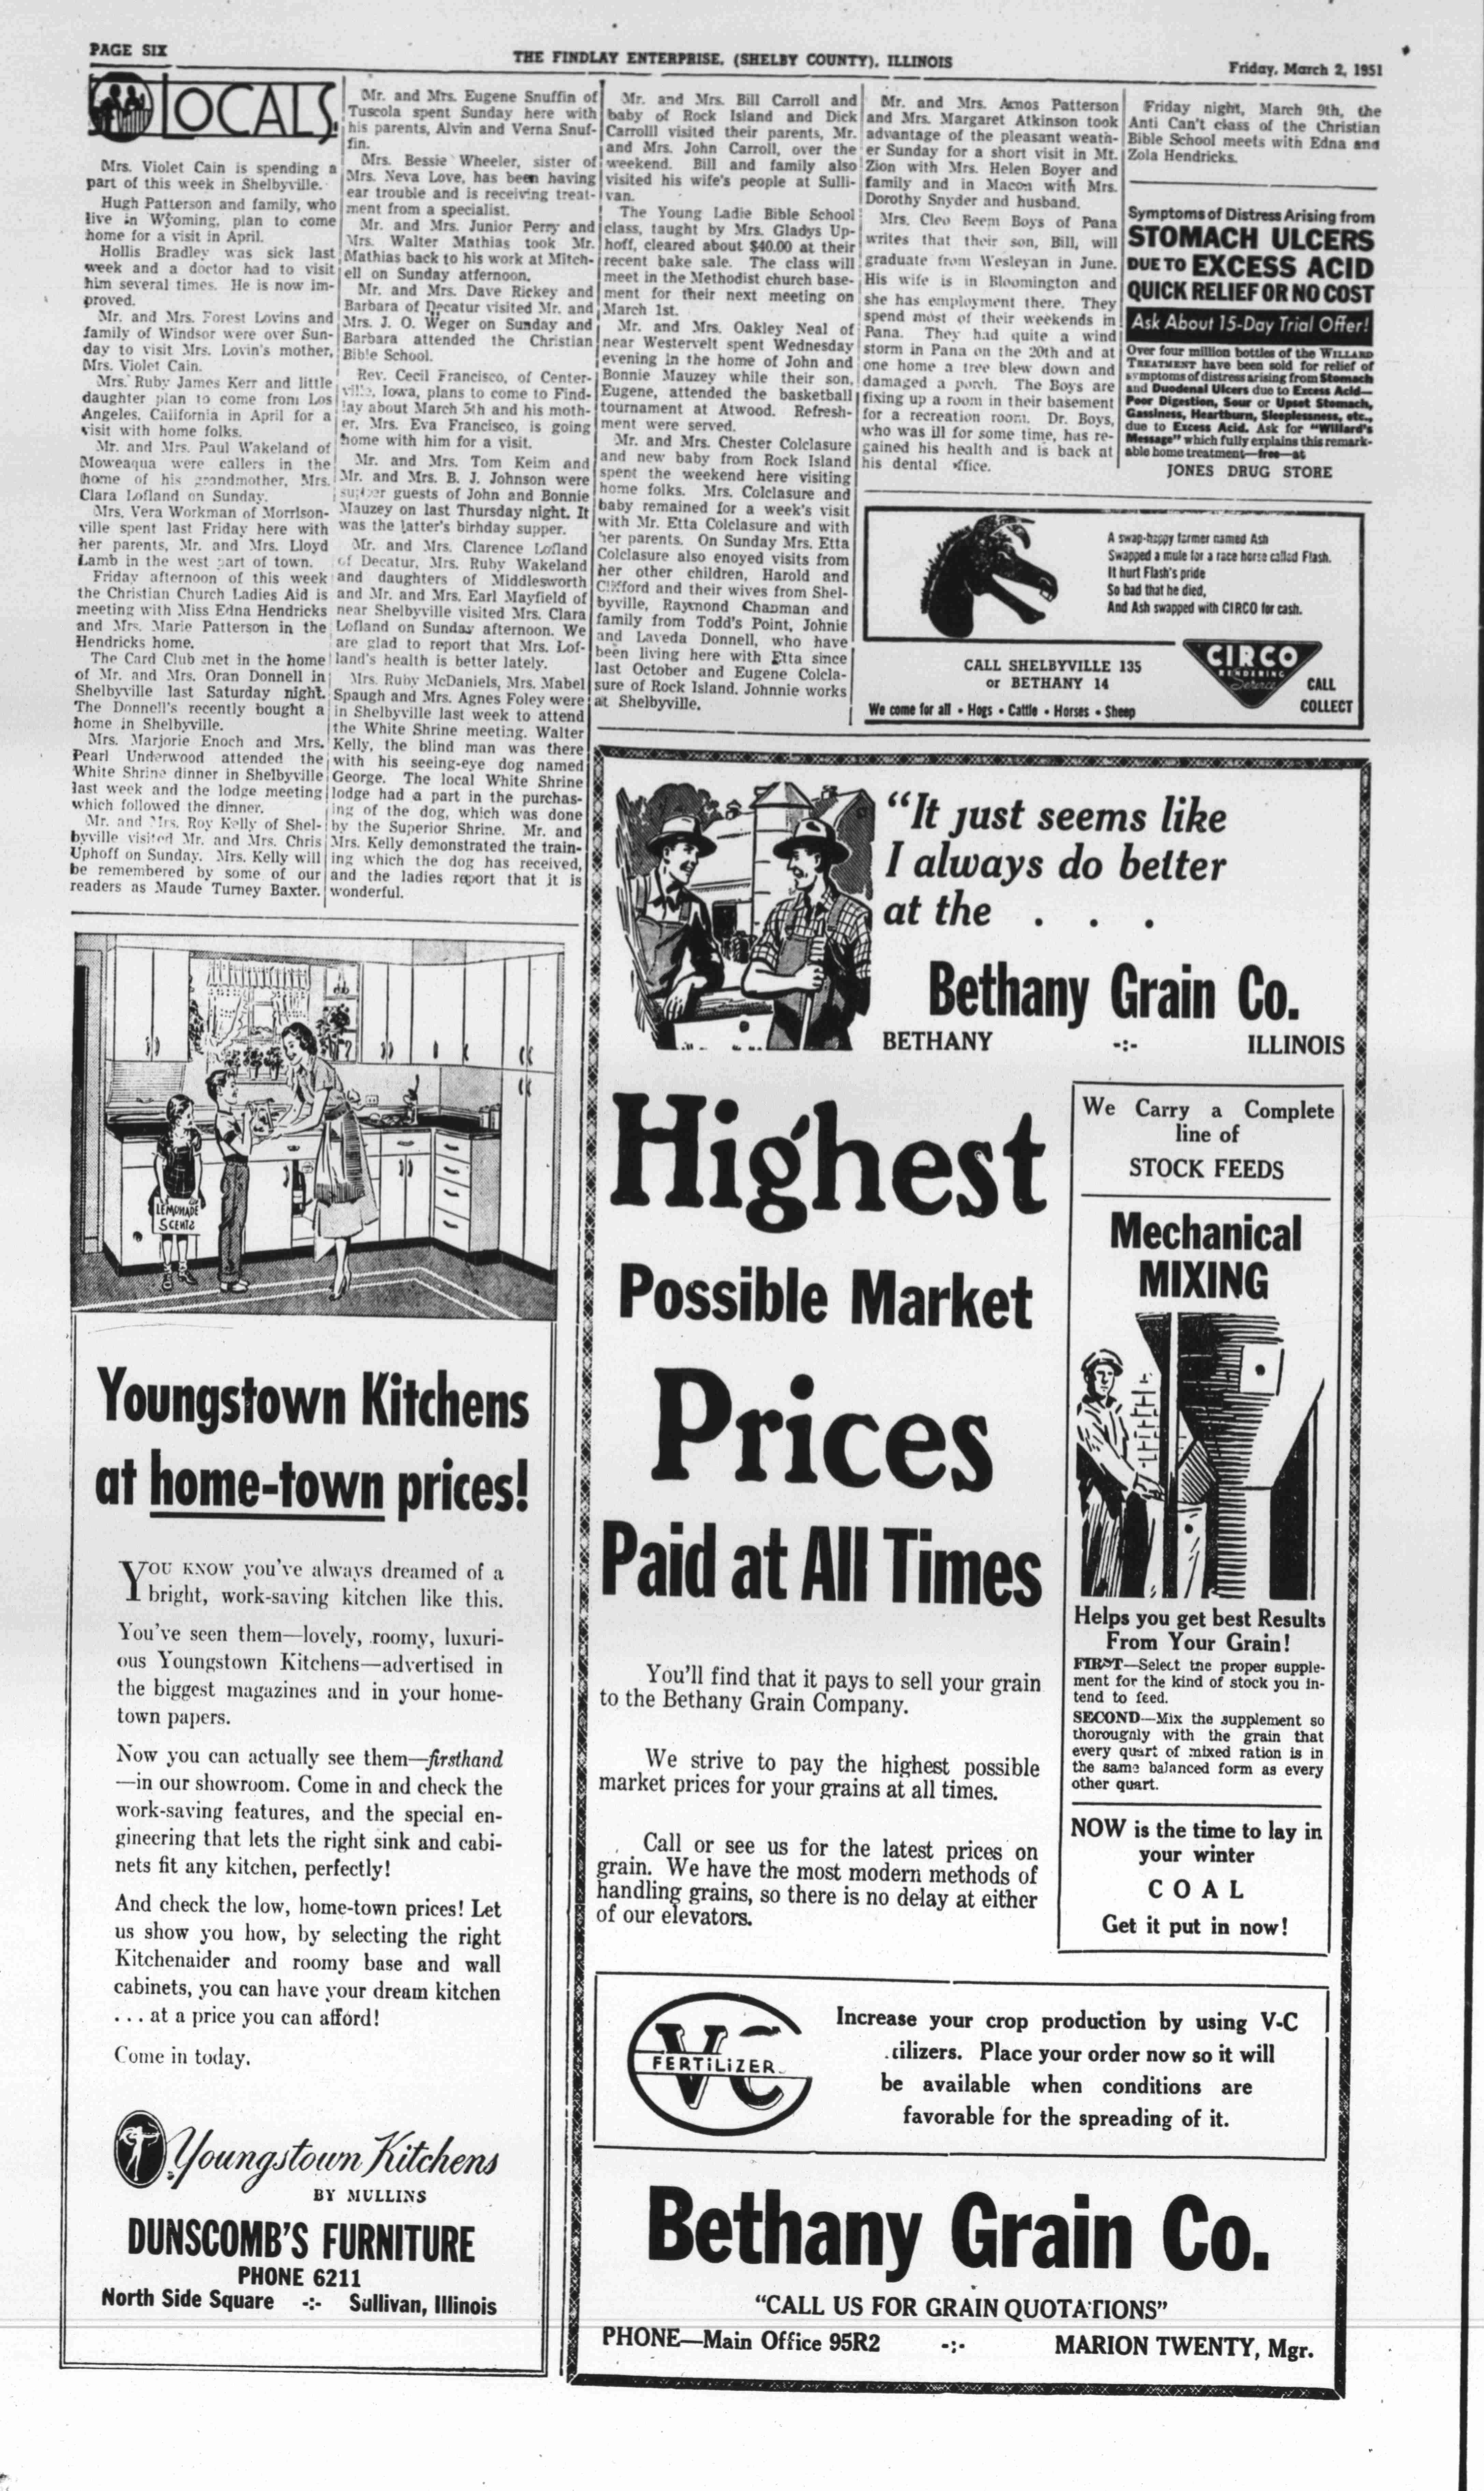 PAGE SIX
THE FINDLAY ENTERPRISE, (SHELBY COUNTY), ILLINOIS
Friday, March 2, 1951
LOCALS
Mrs. Violet Cain is spending a
part of this week in Shelbyville.
Hugh Patterson and family, who
live in Wyoming, plan to come
home for a visit in April.
Hollis Bradley was sick last
week and a doctor had to visit
him several times. He is now im-
proved.
Mr. and Mrs. Forest Lovins and
family of Windsor were over Sun-
day to visit Mrs. Lovin's mother,
Mrs. Violet Cain.
Mrs. Ruby James Kerr and little
daughter plan to come from Los
Angeles, California in April for a
visit with home folks.
Mr. and Mrs. Paul Wakeland of
Moweaqua were callers in the
home of his grandmother, Mrs.
Clara Lofland on Sunday.
Mrs. Vera Workman of Morrison-
ville spent last Friday here with
her parents, Mr. and Mrs. Lloyd
Lamb in the west part of town.
Friday afternoon of this week
the Christian Church Ladies Aid is
meeting with Miss Edna Hendricks
and Mrs. Marie Patterson in the
Hendricks home.
The Card Club met in the home
of Mr. and Mrs. Oran Donnell in
Shelbyville last Saturday night.
The Donnell's recently bought a
home in Shelbyville.
Mrs. Marjorie Enoch and Mrs.
Pearl Underwood attended the
White Shrine dinner in Shelbyville
last week and the lodge meeting
which followed the dinner.
Mr. and Mrs. Roy Kelly of Shel-
byville visited Mr. and Mrs. Chris
Uphoff on Sunday. Mrs. Kelly will
be remembered by some of our
readers as Maude Turney Baxter.
Mr. and Mrs. Eugene Snuffin of
Tuscola spent Sunday here with
his parents, Alvin and Verna Snuf-
fin.
Mrs. Bessie Wheeler, sister of
Mrs. Neva Love, has been having
ear trouble and is receiving treat-
ment from a specialist.
Mr. and Mrs. Junior Perry and
Mrs. Walter Mathias took Mr.
Mathias back to his work at Mitch-
ell on Sunday atfernoon.
Mr. and Mrs. Dave Rickey and
Barbara of Decatur visited Mr. and
Mrs. J. O. Weger on Sunday and
Barbara attended the Christian
Bible School.
Rev. Cecil Francisco, of Center-
ville, Iowa, plans to come to Find-
lay about March 5th and his moth-
er, Mrs. Eva Francisco, is going
home with him for a visit.
Mr. and Mrs. Tom Keim and
Mr. and Mrs. B. J. Johnson were
supper guests of John and Bonnie
Mauzey on last Thursday night. It
was the latter's birhday supper.
Mr. and Mrs. Clarence Lofland
of Decatur, Mrs. Ruby Wakeland
and daughters of Middlesworth
and Mr. and Mrs. Earl Mayfield of
near Shelbyville visited Mrs. Clara
Lofland on Sunday afternoon. We
are glad to report that Mrs. Lof-
land's health is better lately.
Mrs. Ruby McDaniels, Mrs. Mabel
Spaugh and Mrs. Agnes Foley were
in Shelbyville last week to attend
the White Shrine meeting. Walter
Kelly, the blind man was there
with his seeing-eye dog named
George. The local White Shrine
lodge had a part in the purchas-
ing of the dog, which was done
by the Superior Shrine. Mr. and
Mrs. Kelly demonstrated the train-
ing which the dog has received,
and the ladies report that it is
wonderful.
Mr. and Mrs. Bill Carroll and
baby of Rock Island and Dick
Carrolll visited their parents, Mr.
and Mrs. John Carroll, over the
weekend. Bill and family also
visited his wife's people at Sulli-
van.
The Young Ladie Bible School
class, taught by Mrs. Gladys Up-
hoff, cleared about $40.00 at their
recent bake sale. The class will
meet in the Methodist church base-
ment for their next meeting on
March 1st.
Mr. and Mrs. Oakley Neal of
near Westervelt spent Wednesday
evening in the home of John and
Bonnie Mauzey while their son,
Eugene, attended the basketball
tournament at Atwood. Refresh-
ment were served.
Mr. and Mrs. Chester Colclasure
and new baby from Rock Island
spent the weekend here visiting
home folks. Mrs. Colclasure and
baby remained for a week's visit
with Mr. Etta Colclasure and with
her parents. On Sunday Mrs. Etta
Colclasure also enoyed visits from
her other children, Harold and
Clifford and their wives from Shel-
byville, Raymond Chapman and
family from Todd's Point, Johnie
and Laveda Donnell, who have
been living here with Etta since
last October and Eugene Colcla-
sure of Rock Island. Johnnie works
at Shelbyville.
Mr. and Mrs. Amos Patterson
and Mrs. Margaret Atkinson took
advantage of the pleasant weath-
er Sunday for a short visit in Mt.
Zion with Mrs. Helen Boyer and
family and in Macon with Mrs.
Dorothy Snyder and husband.
Mrs. Cleo Beem Boys of Pana
writes that their son, Bill, will
graduate from Wesleyan in June.
His wife is in Bloomington and
she has employment there. They
spend most of their weekends in
Pana. They had quite a wind
storm in Pana on the 20th and at
one home a tree blew down and
damaged a porch. The Boys are
fixing up a room in their basement
for a recreation room. Dr. Boys,
who was ill for some time, has re-
gained his health and is back at
his dental office.
Friday night, March 9th, the
Anti Can't class of the Christian
Bible School meets with Edna and
Zola Hendricks.
Symptoms of Distress Arising from
STOMACH ULCERS
DUE TO EXCESS ACID
QUICK RELIEF OR NO COST
Ask About 15-Day Trial Offer!
Over four million bottles of the WILLARD
TREATMENT have been sold for relief of
symptoms of distress arising from Stomach
and Duodenal Ulcers due to Excess Acid—
Poor Digestion, Sour or Upset Stomach,
Gassiness, Heartburn, Sleeplessness, etc.,
due to Excess Acid. Ask for "Willard's
Message" which fully explains this remark-
able home treatment—free—at
JONES DRUG STORE
A swap-happy farmer named Ash
Swapped a mule for a race horse called Flash.
It hurt Flash's pride
So bad that he died,
And Ash swapped with CIRCO for cash.
CALL SHELBYVILLE 135
or BETHANY 14
CIRCO
RENDERING
Service
CALL
COLLECT
We come for all • Hogs • Cattle • Horses • Sheep
"It just seems like
I always do better
at the . . .
Bethany Grain Co.
BETHANY -:- ILLINOIS
Highest
Possible Market
Prices
Paid at All Times
You'll find that it pays to sell your grain
to the Bethany Grain Company.
We strive to pay the highest possible
market prices for your grains at all times.
Call or see us for the latest prices on
grain. We have the most modern methods of
handling grains, so there is no delay at either
of our elevators.
We Carry a Complete
line of
STOCK FEEDS
Mechanical
MIXING
Helps you get best Results
From Your Grain!
FIRST—Select the proper supple-
ment for the kind of stock you in-
tend to feed.
SECOND—Mix the supplement so
thorougnly with the grain that
every quart of mixed ration is in
the same balanced form as every
other quart.
NOW is the time to lay in
your winter
COAL
Get it put in now!
VC
FERTILIZER
Increase your crop production by using V-C
.tilizers. Place your order now so it will
be available when conditions are
favorable for the spreading of it.
Bethany Grain Co.
"CALL US FOR GRAIN QUOTATIONS"
PHONE—Main Office 95R2 -:- MARION TWENTY, Mgr.
LEMONADE
5 CENTS
Youngstown Kitchens
at home-town prices!
YOU KNOW you've always dreamed of a
bright, work-saving kitchen like this.
You've seen them—lovely, roomy, luxuri-
ous Youngstown Kitchens—advertised in
the biggest magazines and in your home-
town papers.
Now you can actually see them—firsthand
—in our showroom. Come in and check the
work-saving features, and the special en-
gineering that lets the right sink and cabi-
nets fit any kitchen, perfectly!
And check the low, home-town prices! Let
us show you how, by selecting the right
Kitchenaider and roomy base and wall
cabinets, you can have your dream kitchen
... at a price you can afford!
Come in today.
Youngstown Kitchens
BY MULLINS
DUNSCOMB'S FURNITURE
PHONE 6211
North Side Square -:- Sullivan, Illinois